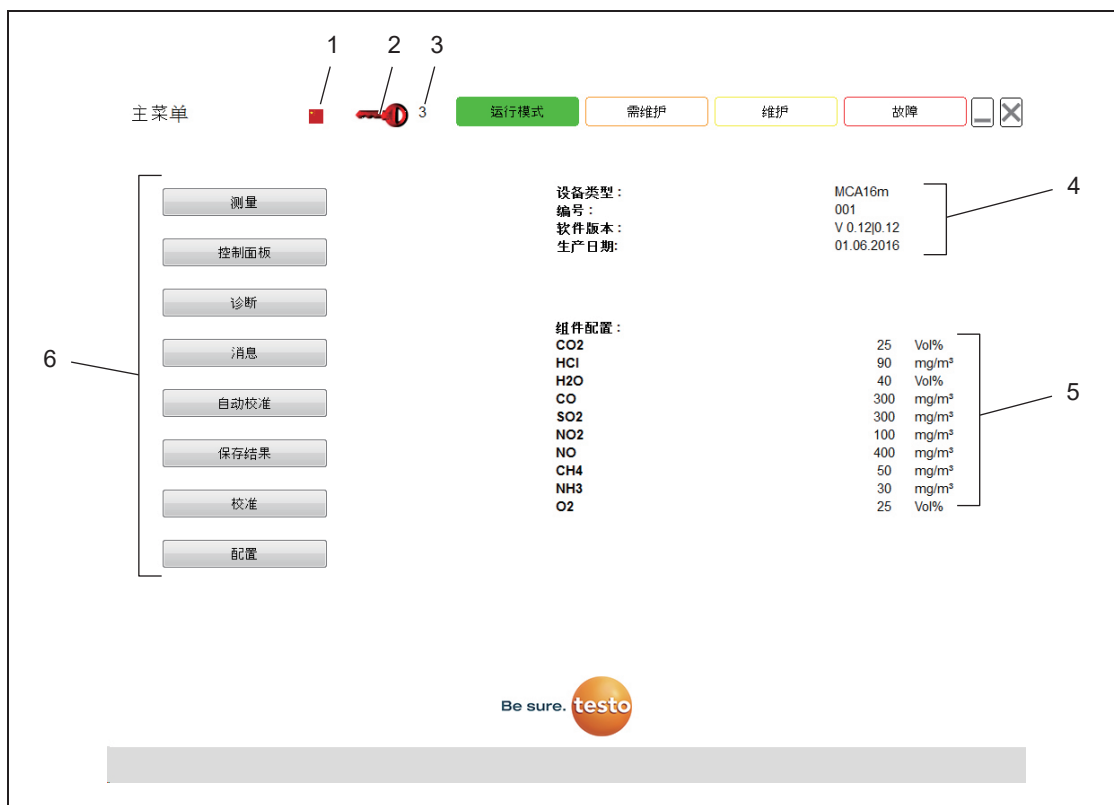 1 2 3
主菜单 3 运行模式 需维护 维护 故障
测量
控制面板
诊断
消息
自动校准
保存结果
校准
配置
6
设备类型： MCA16m
编号： 001
软件版本： V 0.12|0.12
生产日期: 01.06.2016
4
组件配置：
CO2 25 Vol%
HCl 90 mg/m³
H2O 40 Vol%
CO 300 mg/m³
SO2 300 mg/m³
NO2 100 mg/m³
NO 400 mg/m³
CH4 50 mg/m³
NH3 30 mg/m³
O2 25 Vol%
5
Be sure. testo